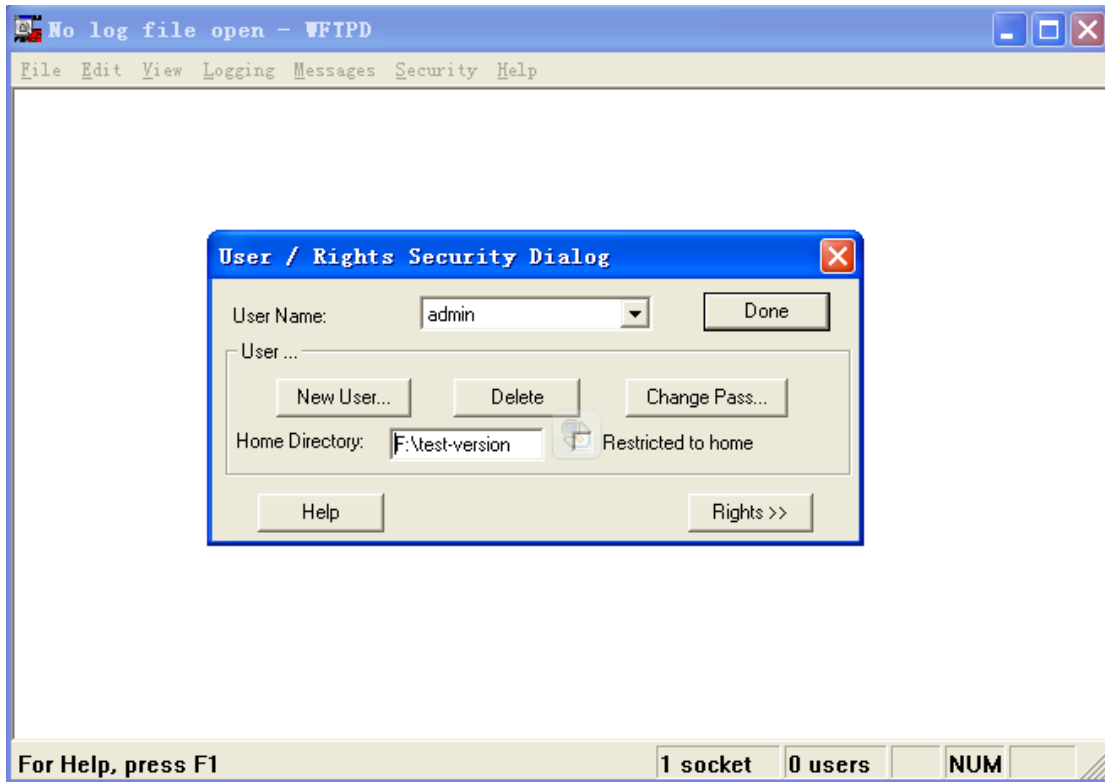 No log file open - WFTPD
File Edit View Logging Messages Security Help
User / Rights Security Dialog
User Name: admin Done
User ...
New User... Delete Change Pass...
Home Directory: F:\test-version Restricted to home
Help Rights >>
For Help, press F1 1 socket 0 users NUM